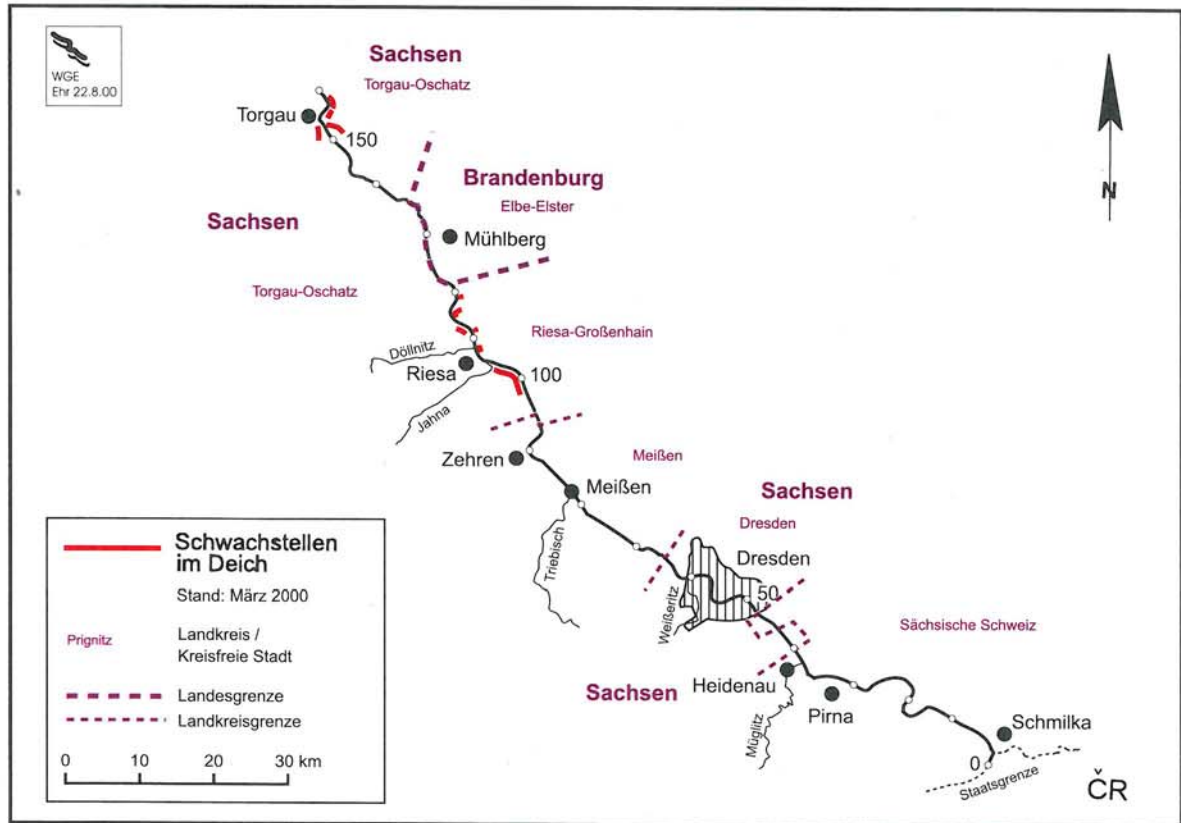 WGE
Ehr 22.8.00
Sachsen
Torgau-Oschatz
Torgau
150
N
Brandenburg
Elbe-Elster
Sachsen
Mühlberg
Torgau-Oschatz
Riesa-Großenhain
Döllnitz
Riesa
100
Jahna
Zehren
Meißen
Meißen
Sachsen
Dresden
Dresden
Triebisch
50
Weißeritz
Sächsische Schweiz
Sachsen
Heidenau
Pirna
Müglitz
Schmilka
0
Staatsgrenze
ČR
Schwachstellen
im Deich
Stand: März 2000
Prignitz
Landkreis /
Kreisfreie Stadt
Landesgrenze
Landkreisgrenze
0 10 20 30 km